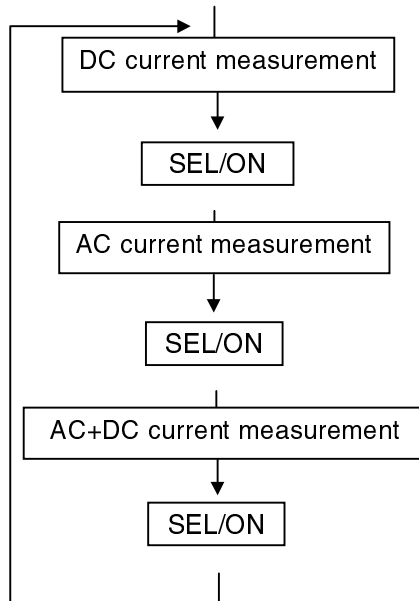 DC current measurement
SEL/ON
AC current measurement
SEL/ON
AC+DC current measurement
SEL/ON